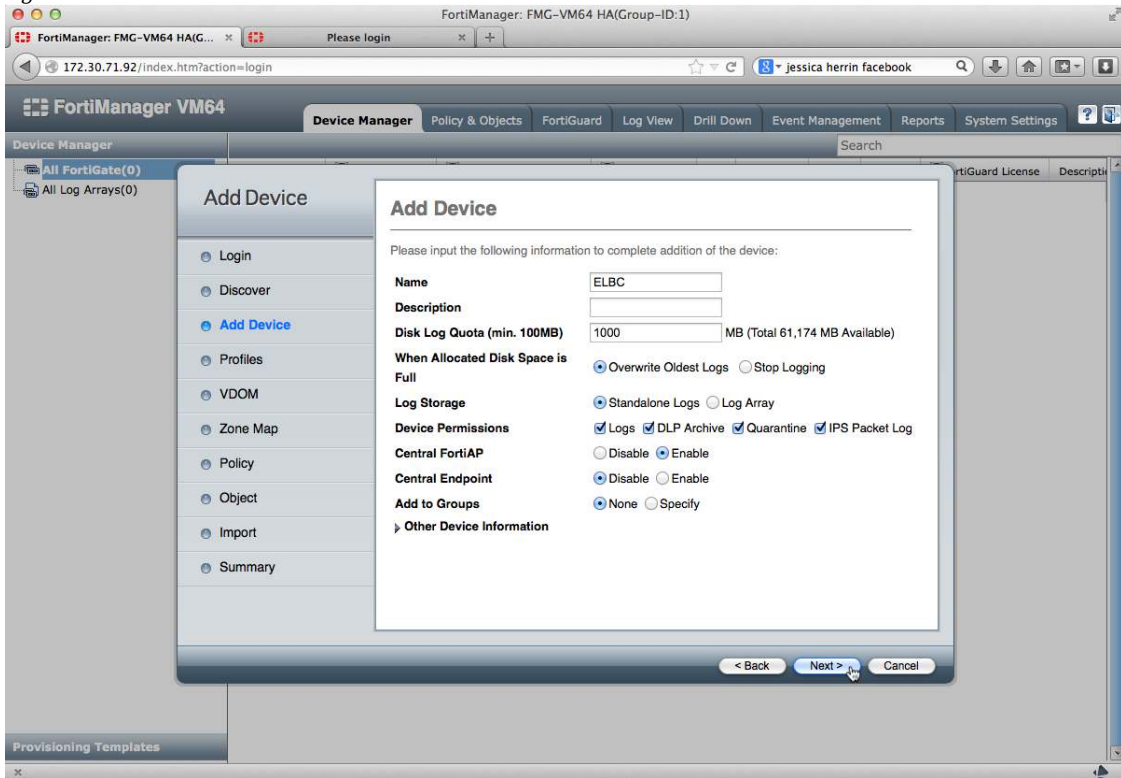 FortiManager: FMG-VM64 HA(Group-ID:1)
FortiManager: FMG-VM64 HA(G... × Please login × +
172.30.71.92/index.htm?action=login
jessica herrin facebook
FortiManager VM64
Device Manager Policy & Objects FortiGuard Log View Drill Down Event Management Reports System Settings ?
Device Manager
Search
All FortiGate(0)
All Log Arrays(0)
rtiGuard License Descripti
Add Device
Login
Discover
Add Device
Profiles
VDOM
Zone Map
Policy
Object
Import
Summary
Add Device
Please input the following information to complete addition of the device:
Name ELBC
Description
Disk Log Quota (min. 100MB) 1000 MB (Total 61,174 MB Available)
When Allocated Disk Space is
Full
Overwrite Oldest Logs Stop Logging
Log Storage Standalone Logs Log Array
Device Permissions Logs DLP Archive Quarantine IPS Packet Log
Central FortiAP Disable Enable
Central Endpoint Disable Enable
Add to Groups None Specify
Other Device Information
< Back Next > Cancel
Provisioning Templates
×